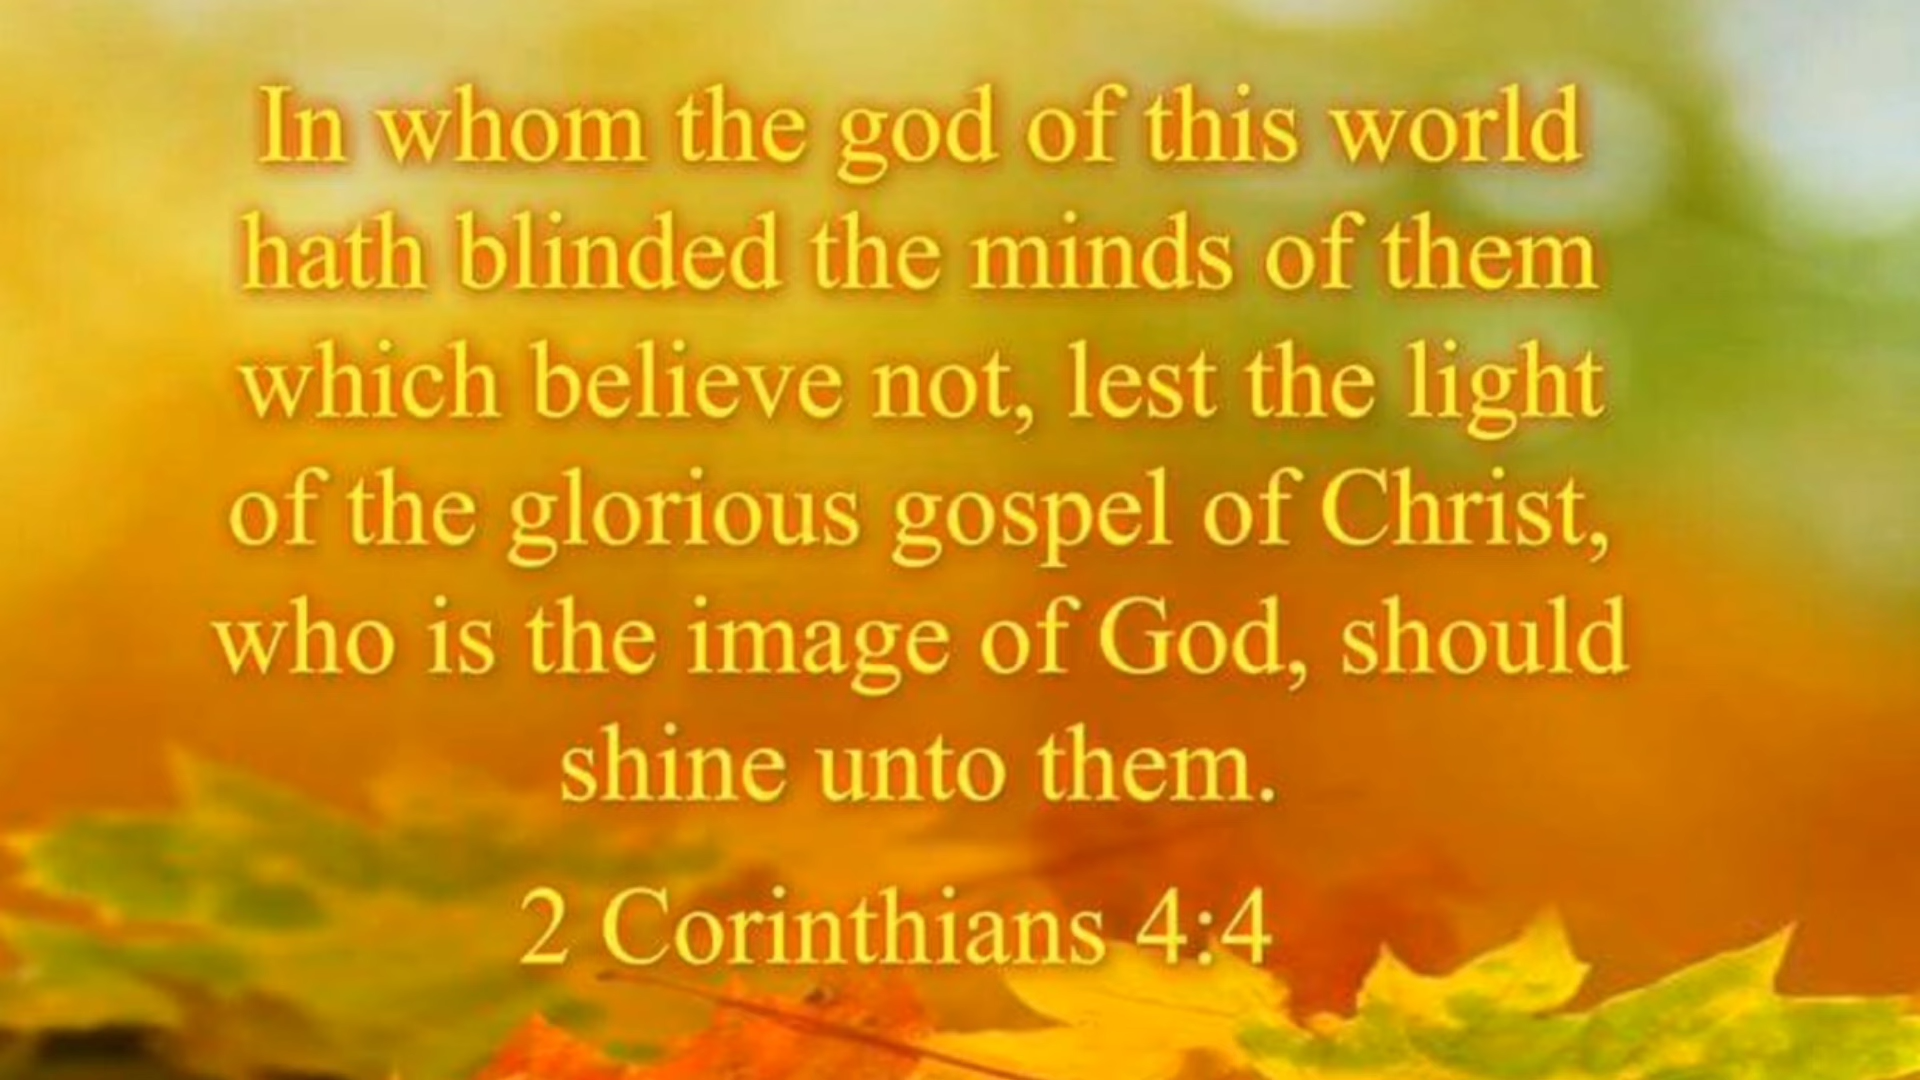 In whom the god of this world
hath blinded the minds of them
which believe not, lest the light
of the glorious gospel of Christ,
who is the image of God, should
shine unto them.
2 Corinthians 4:4